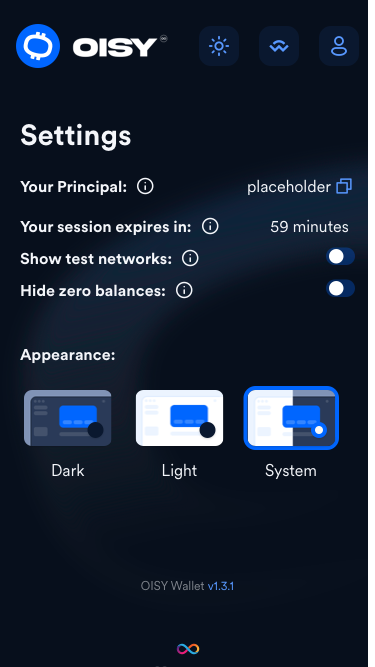 OISY
Settings
Your Principal: placeholder
Your session expires in: 59 minutes
Show test networks:
Hide zero balances:
Appearance:
Dark Light System
OISY Wallet v1.3.1